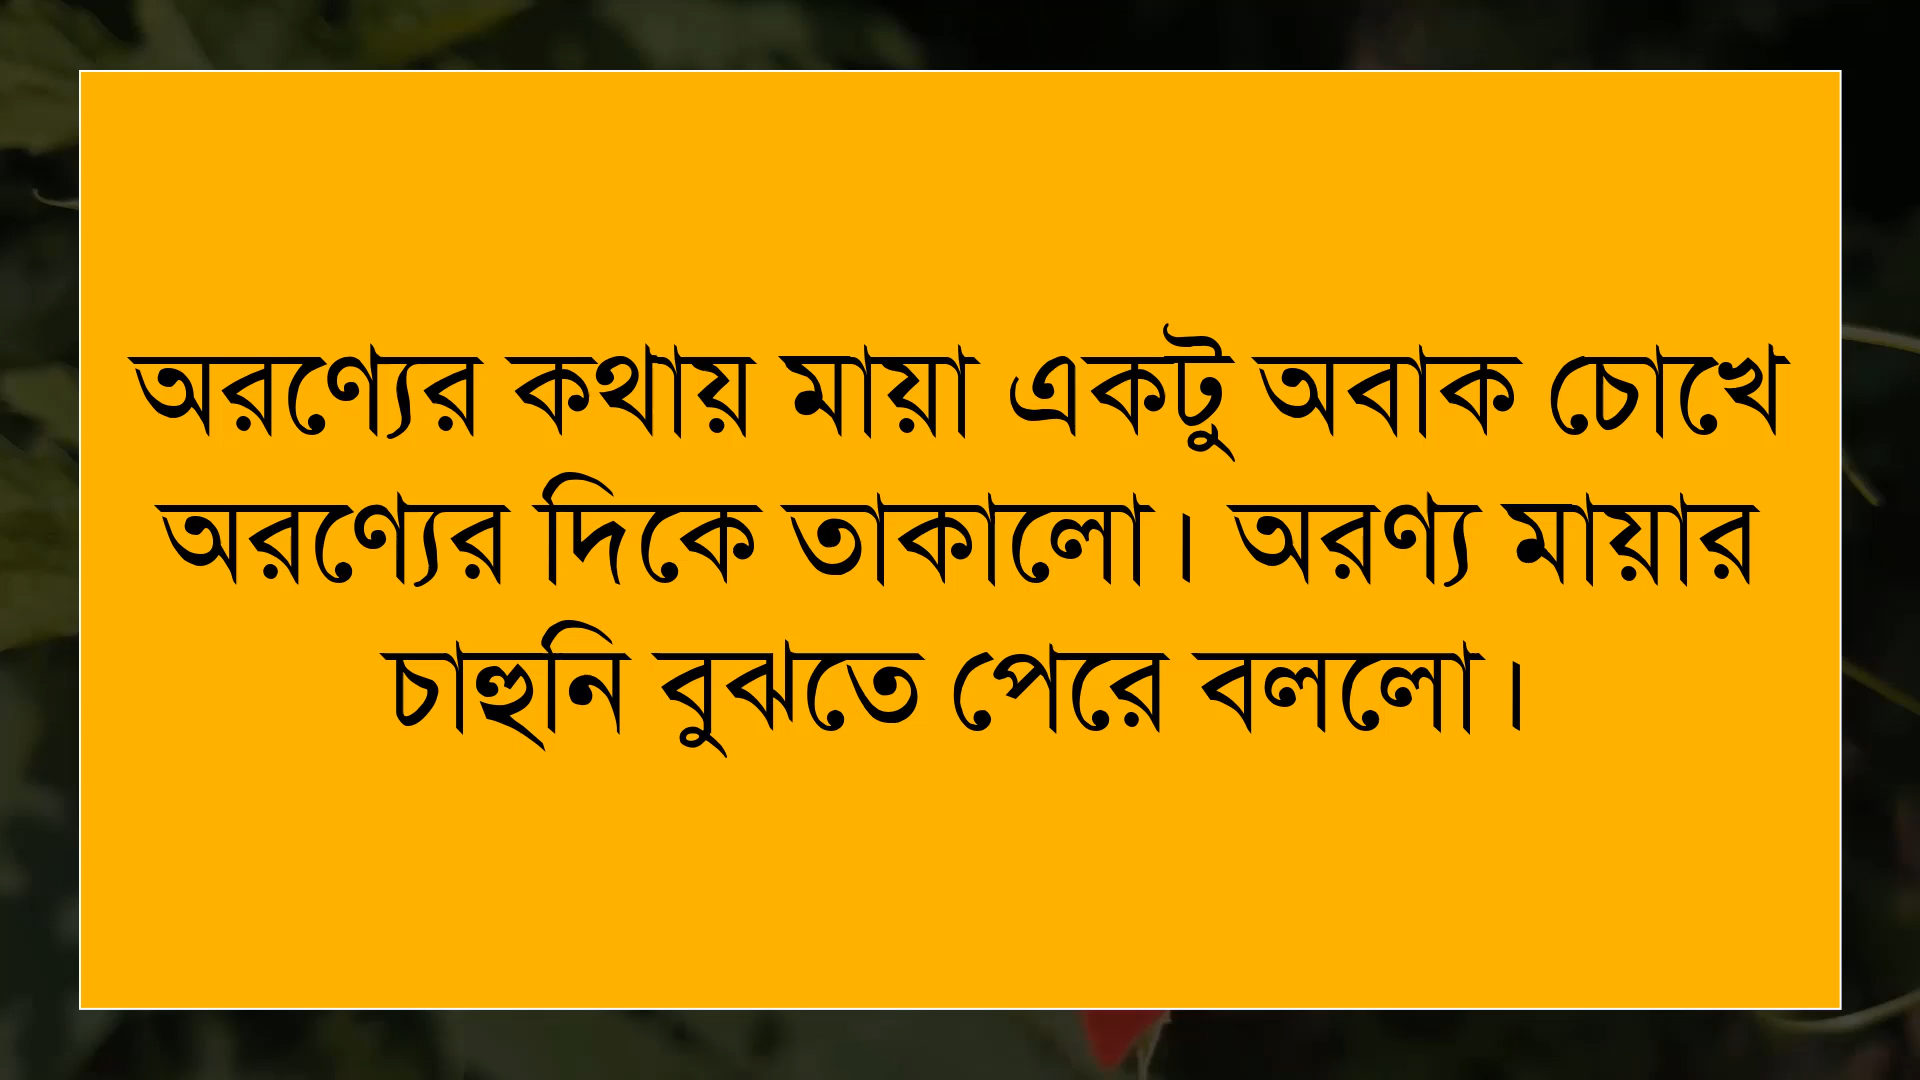 অরণ্যের কথায় মায়া একটু অবাক চোখে
অরণ্যের দিকে তাকালো। অরণ্য মায়ার
চাহুনি বুঝতে পেরে বললো।